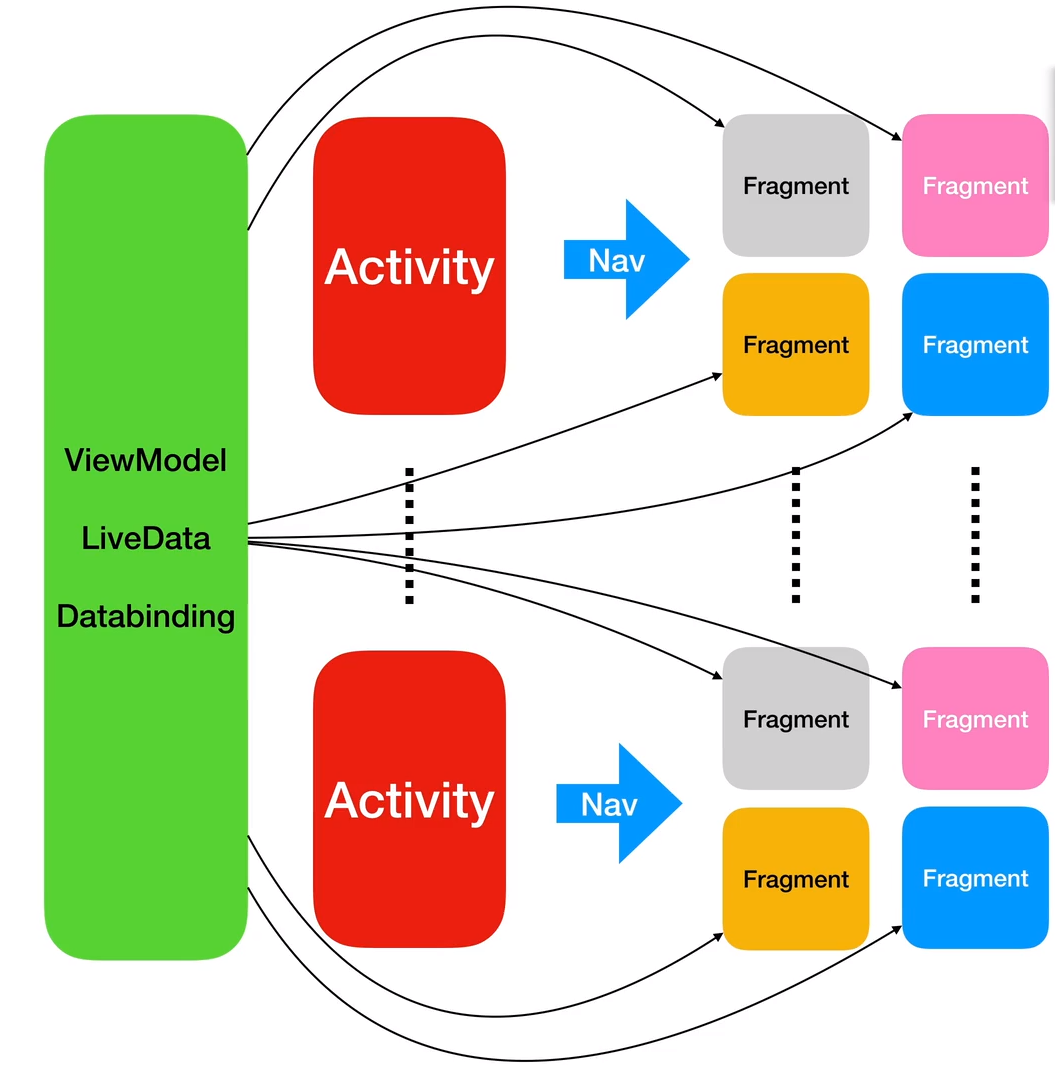 Fragment
Fragment
Activity
Nav
Fragment
Fragment
ViewModel
LiveData
Databinding
Fragment
Fragment
Activity
Nav
Fragment
Fragment